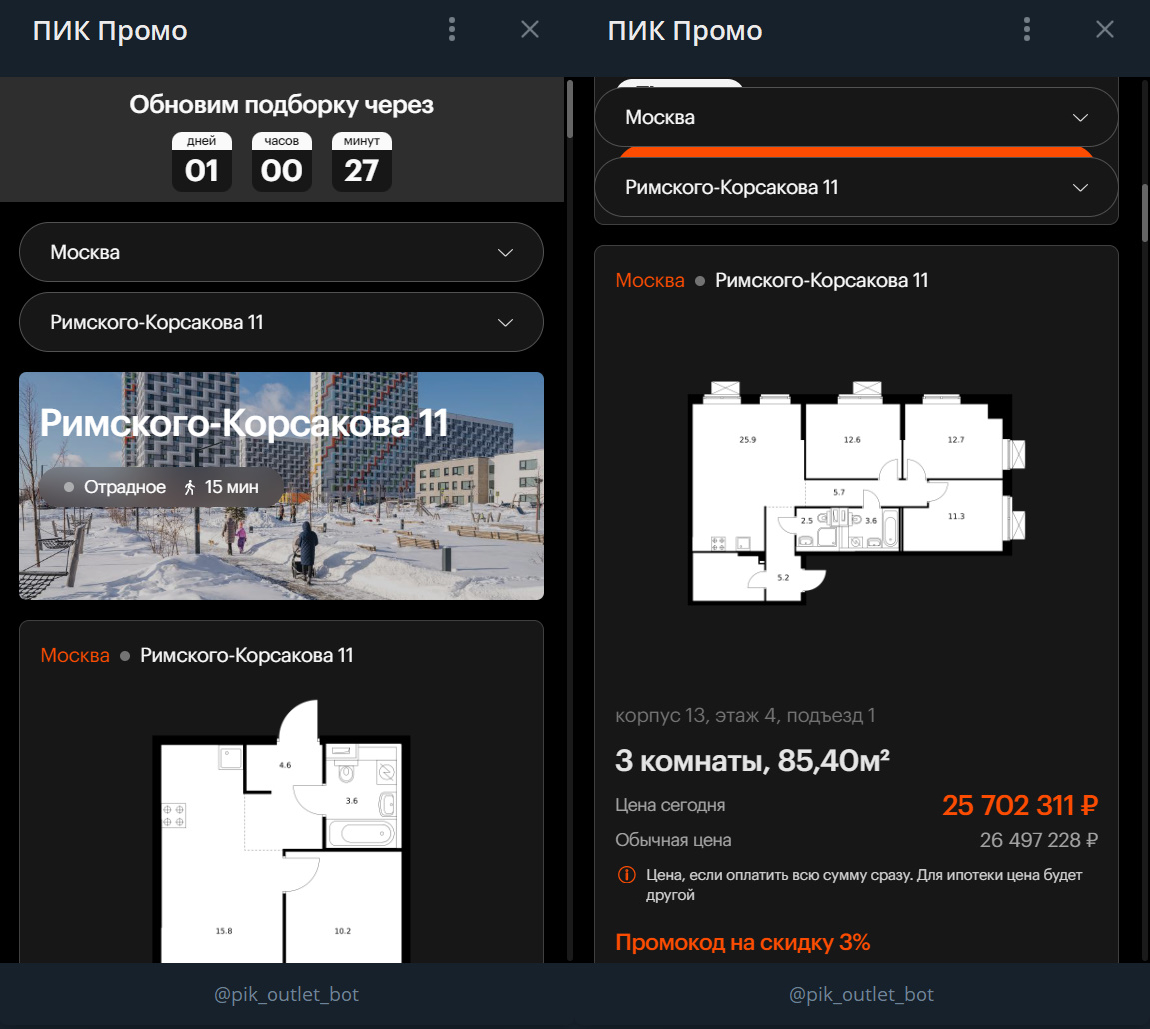 ПИК Промо
Обновим подборку через
дней часов минут
01 00 27
Москва
Римского-Корсакова 11
Римского-Корсакова 11
Отрадное 15 мин
Москва Римского-Корсакова 11
4.6
3.6
15.8 10.2
@pik_outlet_bot
ПИК Промо
Москва
Римского-Корсакова 11
Москва Римского-Корсакова 11
25.9 12.6 12.7
5.7
2.5 3.6 11.3
5.2
корпус 13, этаж 4, подъезд 1
3 комнаты, 85,40м²
Цена сегодня 25 702 311 ₽
Обычная цена 26 497 228 ₽
Цена, если оплатить всю сумму сразу. Для ипотеки цена будет
другой
Промокод на скидку 3%
@pik_outlet_bot